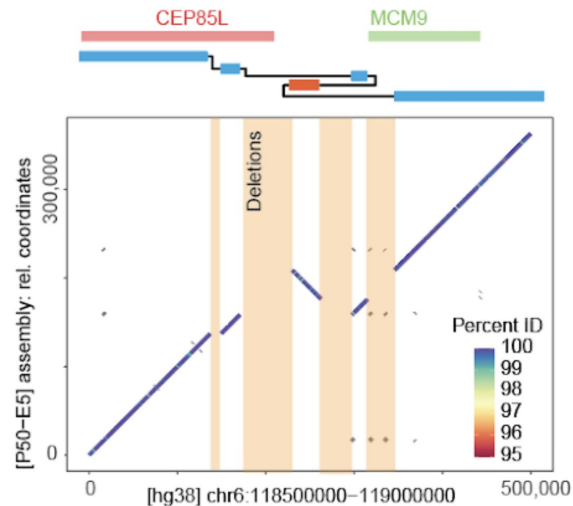 CEP85L
MCM9
Deletions
[P50−E5] assembly: rel. coordinates
300,000
0
Percent ID
100
99
98
97
96
95
0
500,000
[hg38] chr6:118500000−119000000